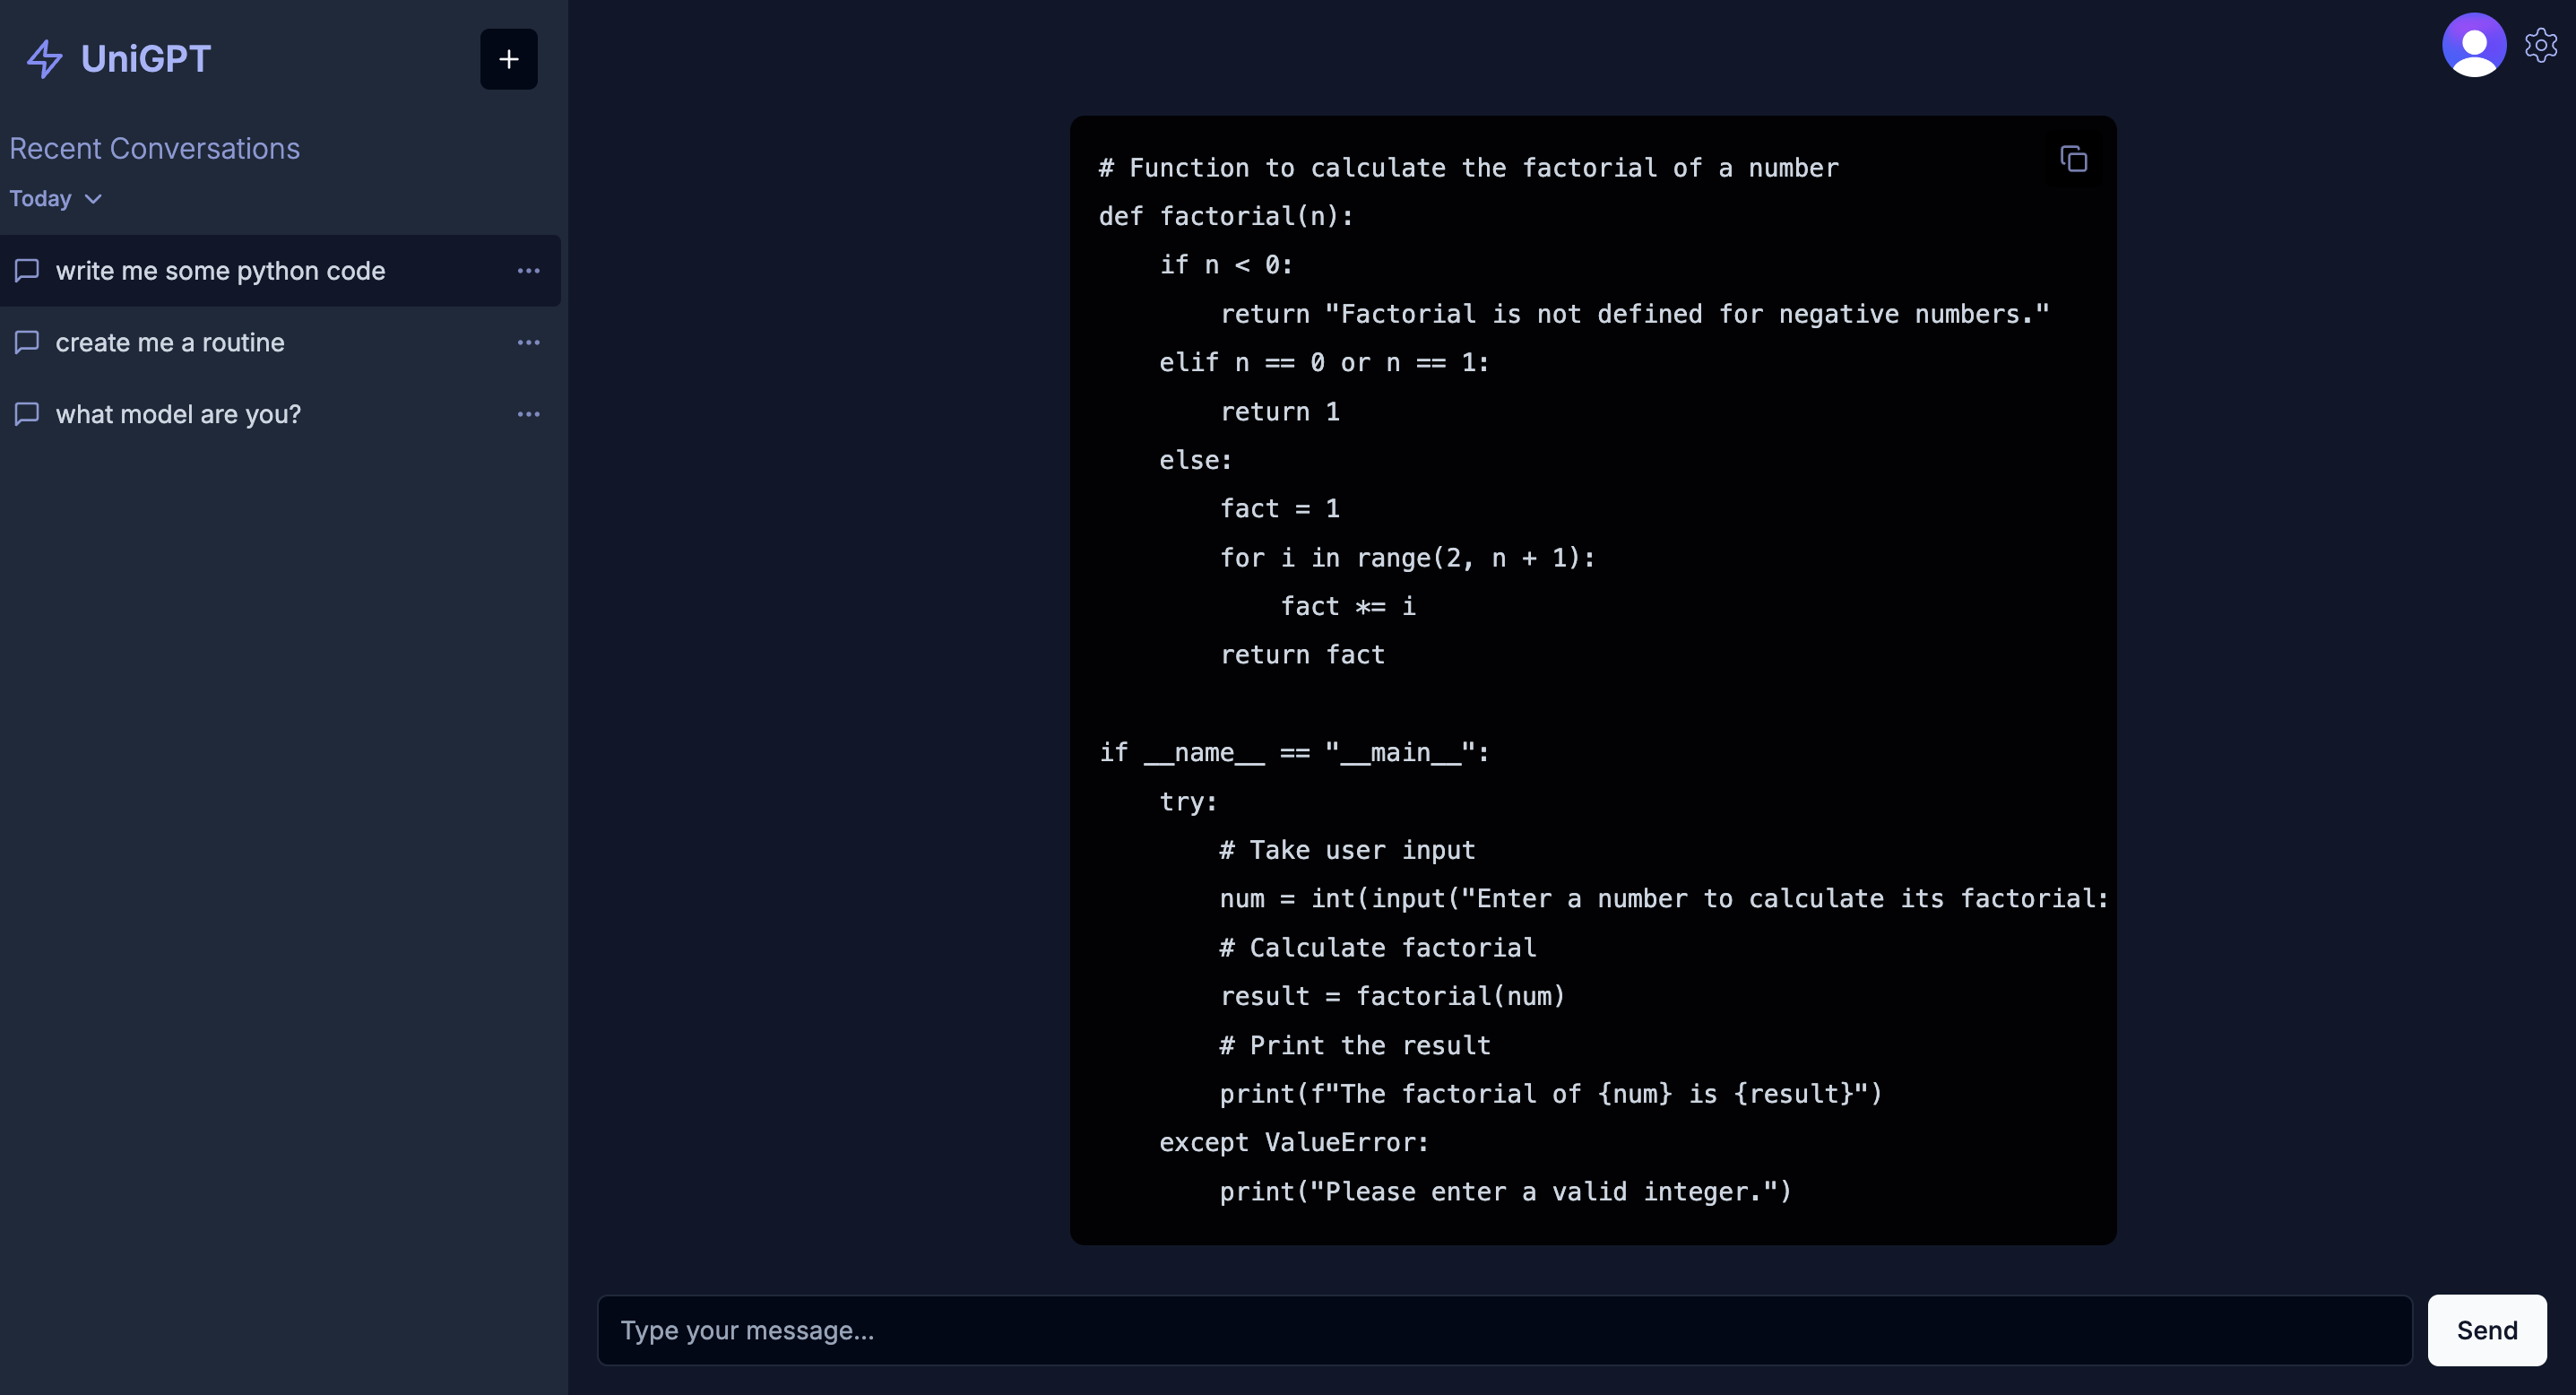 UniGPT
Recent Conversations
Today
write me some python code
create me a routine
what model are you?
# Function to calculate the factorial of a number
def factorial(n):
    if n < 0:
        return "Factorial is not defined for negative numbers."
    elif n == 0 or n == 1:
        return 1
    else:
        fact = 1
        for i in range(2, n + 1):
            fact *= i
        return fact

if __name__ == "__main__":
    try:
        # Take user input
        num = int(input("Enter a number to calculate its factorial:
        # Calculate factorial
        result = factorial(num)
        # Print the result
        print(f"The factorial of {num} is {result}")
    except ValueError:
        print("Please enter a valid integer.")
Type your message...
Send